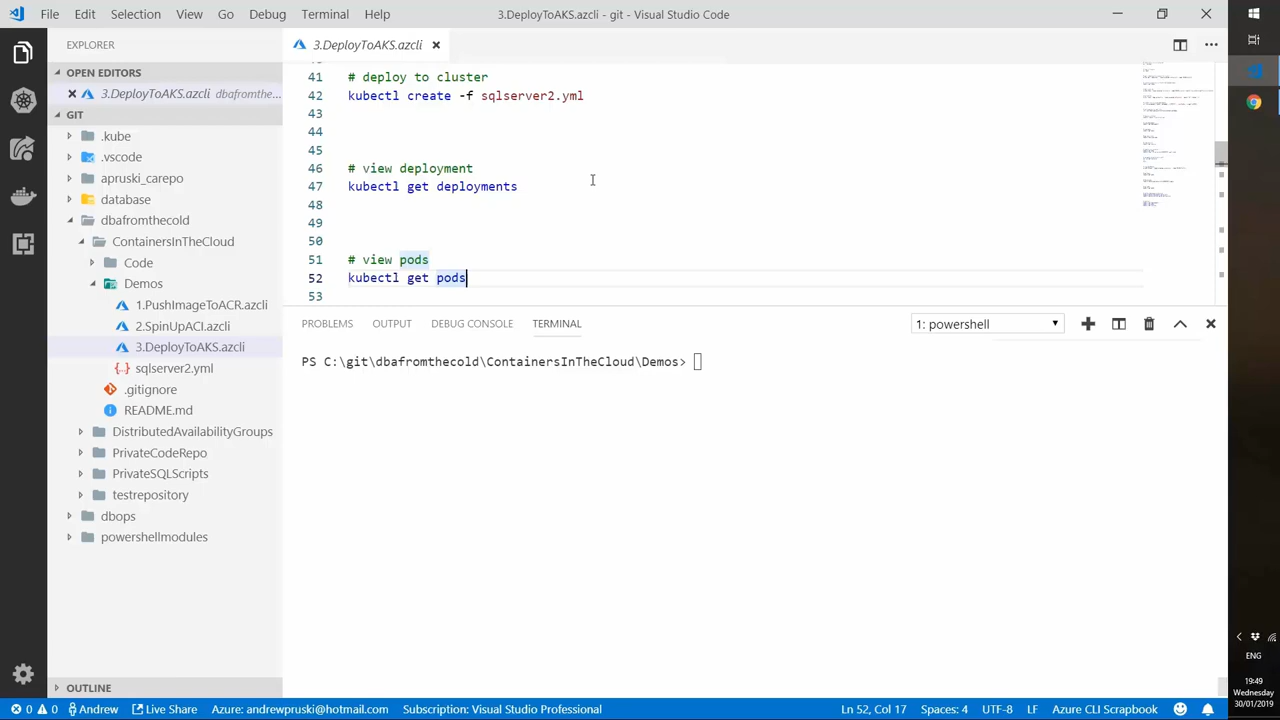 File Edit Selection View Go Debug Terminal Help
3.DeployToAKS.azcli - git - Visual Studio Code
EXPLORER
OPEN EDITORS
3.DeployToAKS.azcli dbafromthe...
GIT
.kube
.vscode
apruski_carepo
database
dbafromthecold
ContainersInTheCloud
Code
Demos
1.PushImageToACR.azcli
2.SpinUpACI.azcli
3.DeployToAKS.azcli
sqlserver2.yml
.gitignore
README.md
DistributedAvailabilityGroups
PrivateCodeRepo
PrivateSQLScripts
testrepository
dbops
powershellmodules
OUTLINE
3.DeployToAKS.azcli
41 # deploy to cluster
42 kubectl create -f sqlserver2.yml
43
44
45
46 # view deployment
47 kubectl get deployments
48
49
50
51 # view pods
52 kubectl get pods
53
PROBLEMS OUTPUT DEBUG CONSOLE TERMINAL
1: powershell
PS C:\git\dbafromthecold\ContainersInTheCloud\Demos>
0 0 Andrew Live Share Azure: andrewpruski@hotmail.com Subscription: Visual Studio Professional
Ln 52, Col 17 Spaces: 4 UTF-8 LF Azure CLI Scrapbook
ENG
19:49
Wednesday
30/01/2019